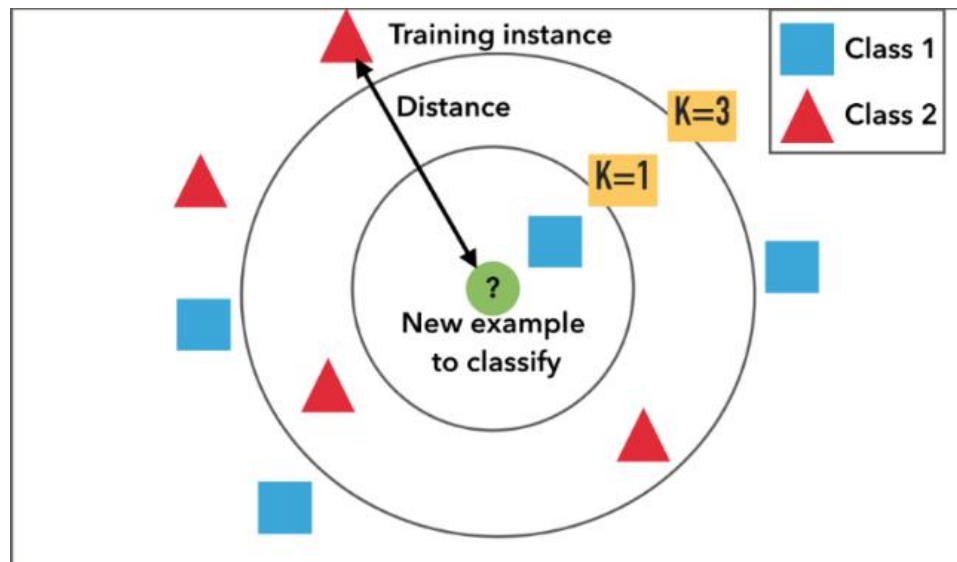 Training instance
Class 1
Distance
K=3
Class 2
K=1
?
New example
to classify